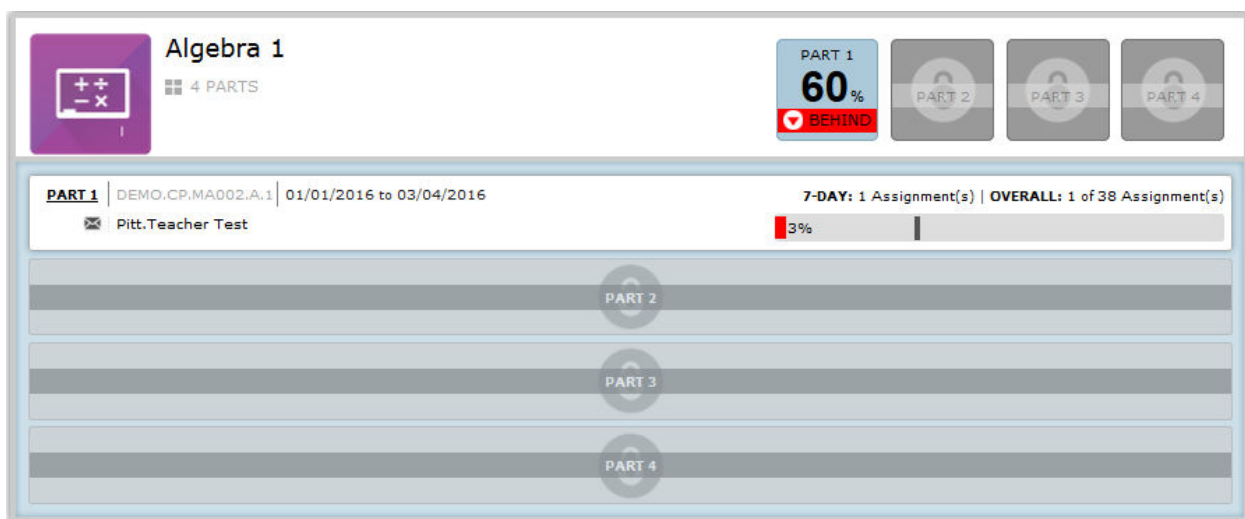 Algebra 1
4 PARTS
PART 1
60%
BEHIND
PART 2
PART 3
PART 4
PART 1 DEMO.CP.MA002.A.1 01/01/2016 to 03/04/2016
7-DAY: 1 Assignment(s) | OVERALL: 1 of 38 Assignment(s)
Pitt.Teacher Test
3%
PART 2
PART 3
PART 4